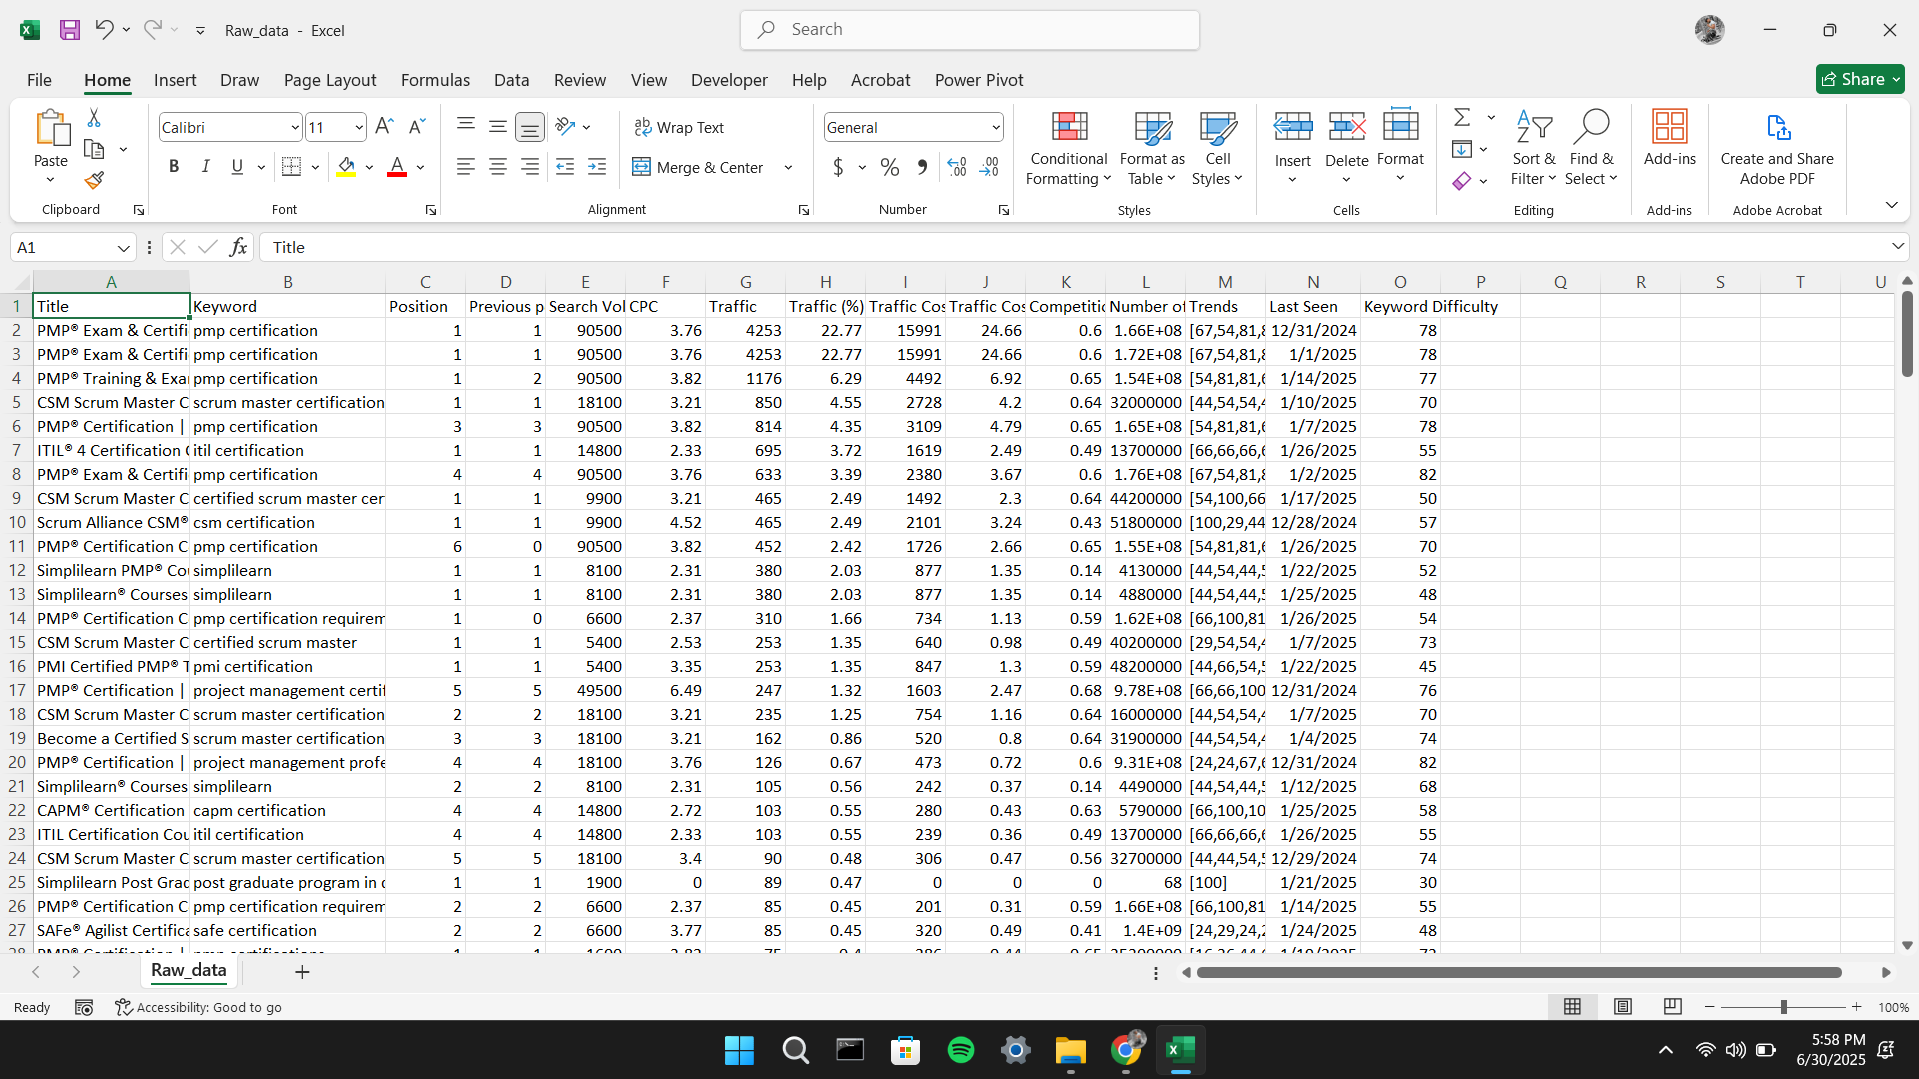 Raw_data - Excel
Search
File Home Insert Draw Page Layout Formulas Data Review View Developer Help Acrobat Power Pivot Share
Paste Calibri 11 Wrap Text General Conditional Formatting Format as Table Cell Styles Insert Delete Format Sort & Filter Find & Select Add-ins Create and Share Adobe PDF
B I U A Merge & Center $ % 9
Clipboard Font Alignment Number Styles Cells Editing Add-ins Adobe Acrobat
A1 fx Title
A B C D E F G H I J K L M N O P Q R S T U
1 Title Keyword Position Previous p Search Vol CPC Traffic Traffic (%) Traffic Cos Traffic Cos Competitic Number of Trends Last Seen Keyword Difficulty
2 PMP® Exam & Certifi pmp certification 1 1 90500 3.76 4253 22.77 15991 24.66 0.6 1.66E+08 [67,54,81,8 12/31/2024 78
3 PMP® Exam & Certifi pmp certification 1 1 90500 3.76 4253 22.77 15991 24.66 0.6 1.72E+08 [67,54,81,8 1/1/2025 78
4 PMP® Training & Exa pmp certification 1 2 90500 3.82 1176 6.29 4492 6.92 0.65 1.54E+08 [54,81,81,6 1/14/2025 77
5 CSM Scrum Master C scrum master certification 1 1 18100 3.21 850 4.55 2728 4.2 0.64 32000000 [44,54,54,4 1/10/2025 70
6 PMP® Certification | pmp certification 3 3 90500 3.82 814 4.35 3109 4.79 0.65 1.65E+08 [54,81,81,6 1/7/2025 78
7 ITIL® 4 Certification ( itil certification 1 1 14800 2.33 695 3.72 1619 2.49 0.49 13700000 [66,66,66,6 1/26/2025 55
8 PMP® Exam & Certifi pmp certification 4 4 90500 3.76 633 3.39 2380 3.67 0.6 1.76E+08 [67,54,81,8 1/2/2025 82
9 CSM Scrum Master C certified scrum master cer 1 1 9900 3.21 465 2.49 1492 2.3 0.64 44200000 [54,100,66 1/17/2025 50
10 Scrum Alliance CSM® csm certification 1 1 9900 4.52 465 2.49 2101 3.24 0.43 51800000 [100,29,44 12/28/2024 57
11 PMP® Certification C pmp certification 6 0 90500 3.82 452 2.42 1726 2.66 0.65 1.55E+08 [54,81,81,6 1/26/2025 70
12 Simplilearn PMP® Co simplilearn 1 1 8100 2.31 380 2.03 877 1.35 0.14 4130000 [44,54,44,5 1/22/2025 52
13 Simplilearn® Courses simplilearn 1 1 8100 2.31 380 2.03 877 1.35 0.14 4880000 [44,54,44,5 1/25/2025 48
14 PMP® Certification C pmp certification requirem 1 0 6600 2.37 310 1.66 734 1.13 0.59 1.62E+08 [66,100,81 1/26/2025 54
15 CSM Scrum Master C certified scrum master 1 1 5400 2.53 253 1.35 640 0.98 0.49 40200000 [29,54,54,4 1/7/2025 73
16 PMI Certified PMP® T pmi certification 1 1 5400 3.35 253 1.35 847 1.3 0.59 48200000 [44,66,54,5 1/22/2025 45
17 PMP® Certification | project management certif 5 5 49500 6.49 247 1.32 1603 2.47 0.68 9.78E+08 [66,66,100 12/31/2024 76
18 CSM Scrum Master C scrum master certification 2 2 18100 3.21 235 1.25 754 1.16 0.64 16000000 [44,54,54,4 1/7/2025 70
19 Become a Certified S scrum master certification 3 3 18100 3.21 162 0.86 520 0.8 0.64 31900000 [44,54,54,4 1/4/2025 74
20 PMP® Certification | project management profe 4 4 18100 3.76 126 0.67 473 0.72 0.6 9.31E+08 [24,24,67,6 12/31/2024 82
21 Simplilearn® Courses simplilearn 2 2 8100 2.31 105 0.56 242 0.37 0.14 4490000 [44,54,44,5 1/12/2025 68
22 CAPM® Certification capm certification 4 4 14800 2.72 103 0.55 280 0.43 0.63 5790000 [66,100,10 1/25/2025 58
23 ITIL Certification Cou itil certification 4 4 14800 2.33 103 0.55 239 0.36 0.49 13700000 [66,66,66,6 1/26/2025 55
24 CSM Scrum Master C scrum master certification 5 5 18100 3.4 90 0.48 306 0.47 0.56 32700000 [44,44,54,5 12/29/2024 74
25 Simplilearn Post Grad post graduate program in d 1 1 1900 0 89 0.47 0 0 0 68 [100] 1/21/2025 30
26 PMP® Certification C pmp certification requirem 2 2 6600 2.37 85 0.45 201 0.31 0.59 1.66E+08 [66,100,81 1/14/2025 55
27 SAFe® Agilist Certifica safe certification 2 2 6600 3.77 85 0.45 320 0.49 0.41 1.4E+09 [24,29,24,2 1/24/2025 48
Raw_data
Ready Accessibility: Good to go 100%
5:58 PM
6/30/2025